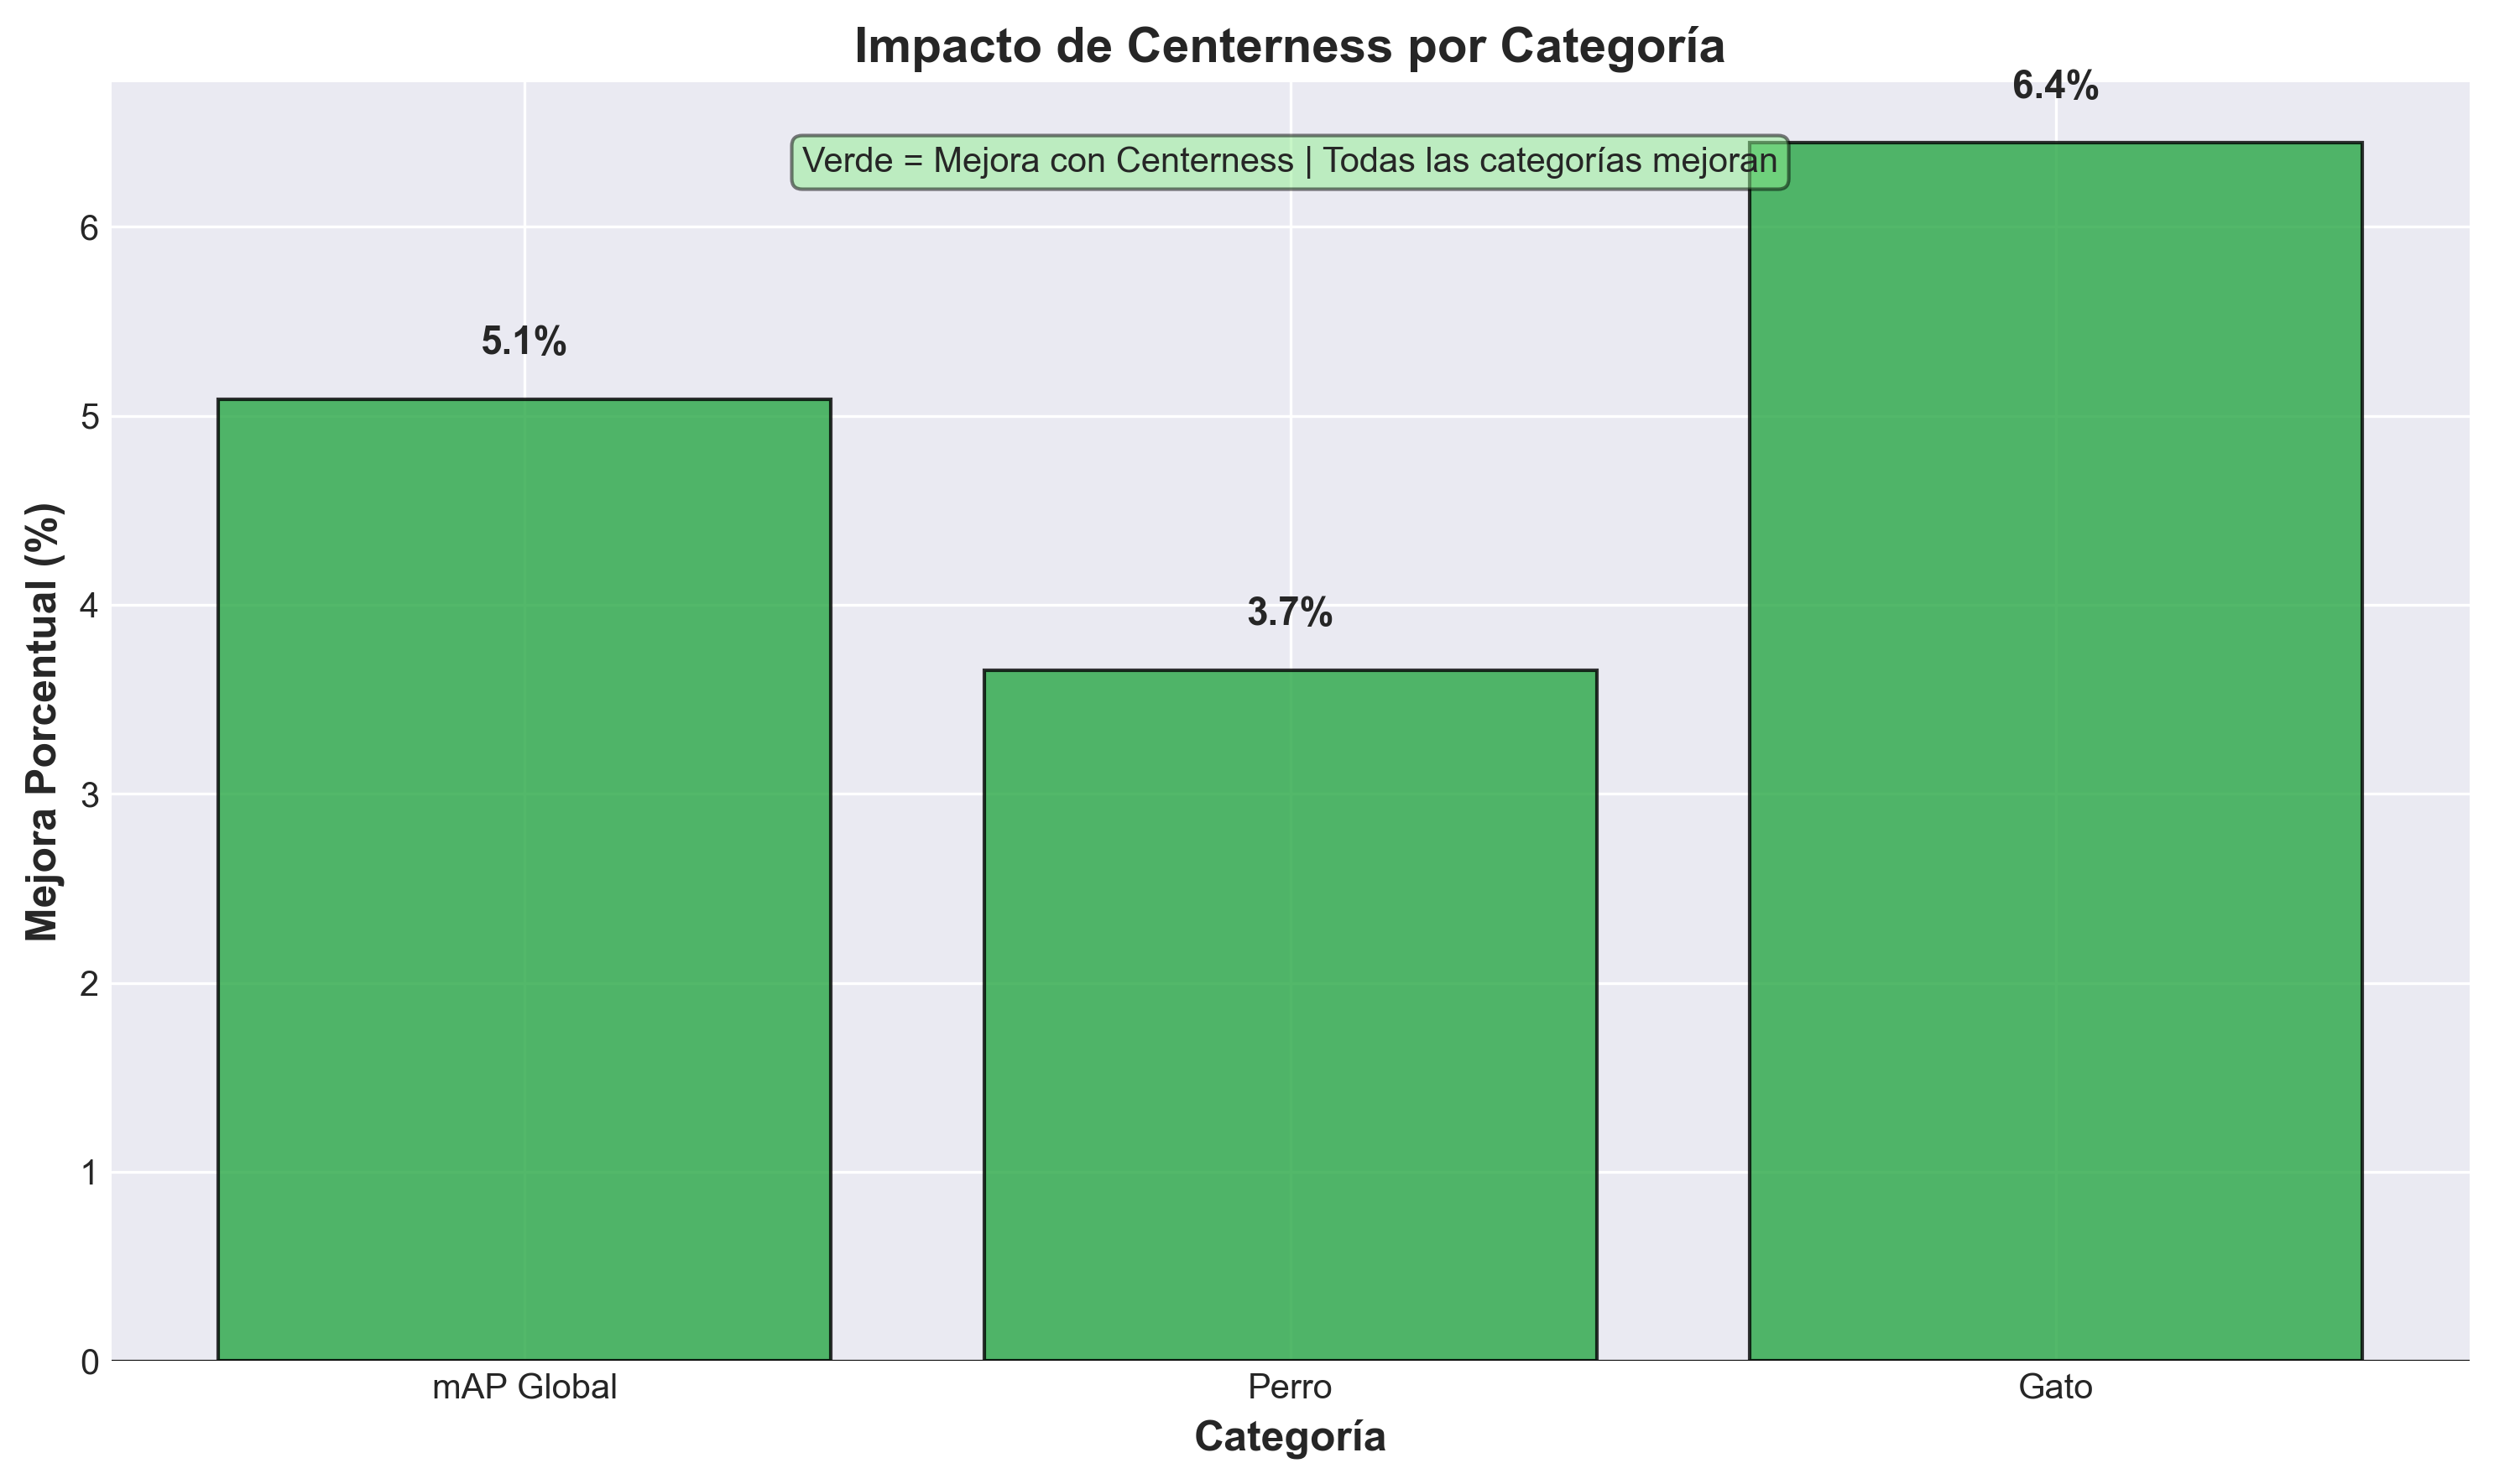 Impacto de Centerness por Categoría
6.4%
Verde = Mejora con Centerness | Todas las categorías mejoran
5.1%
3.7%
Mejora Porcentual (%)
6
5
4
3
2
1
0
mAP Global
Perro
Gato
Categoría